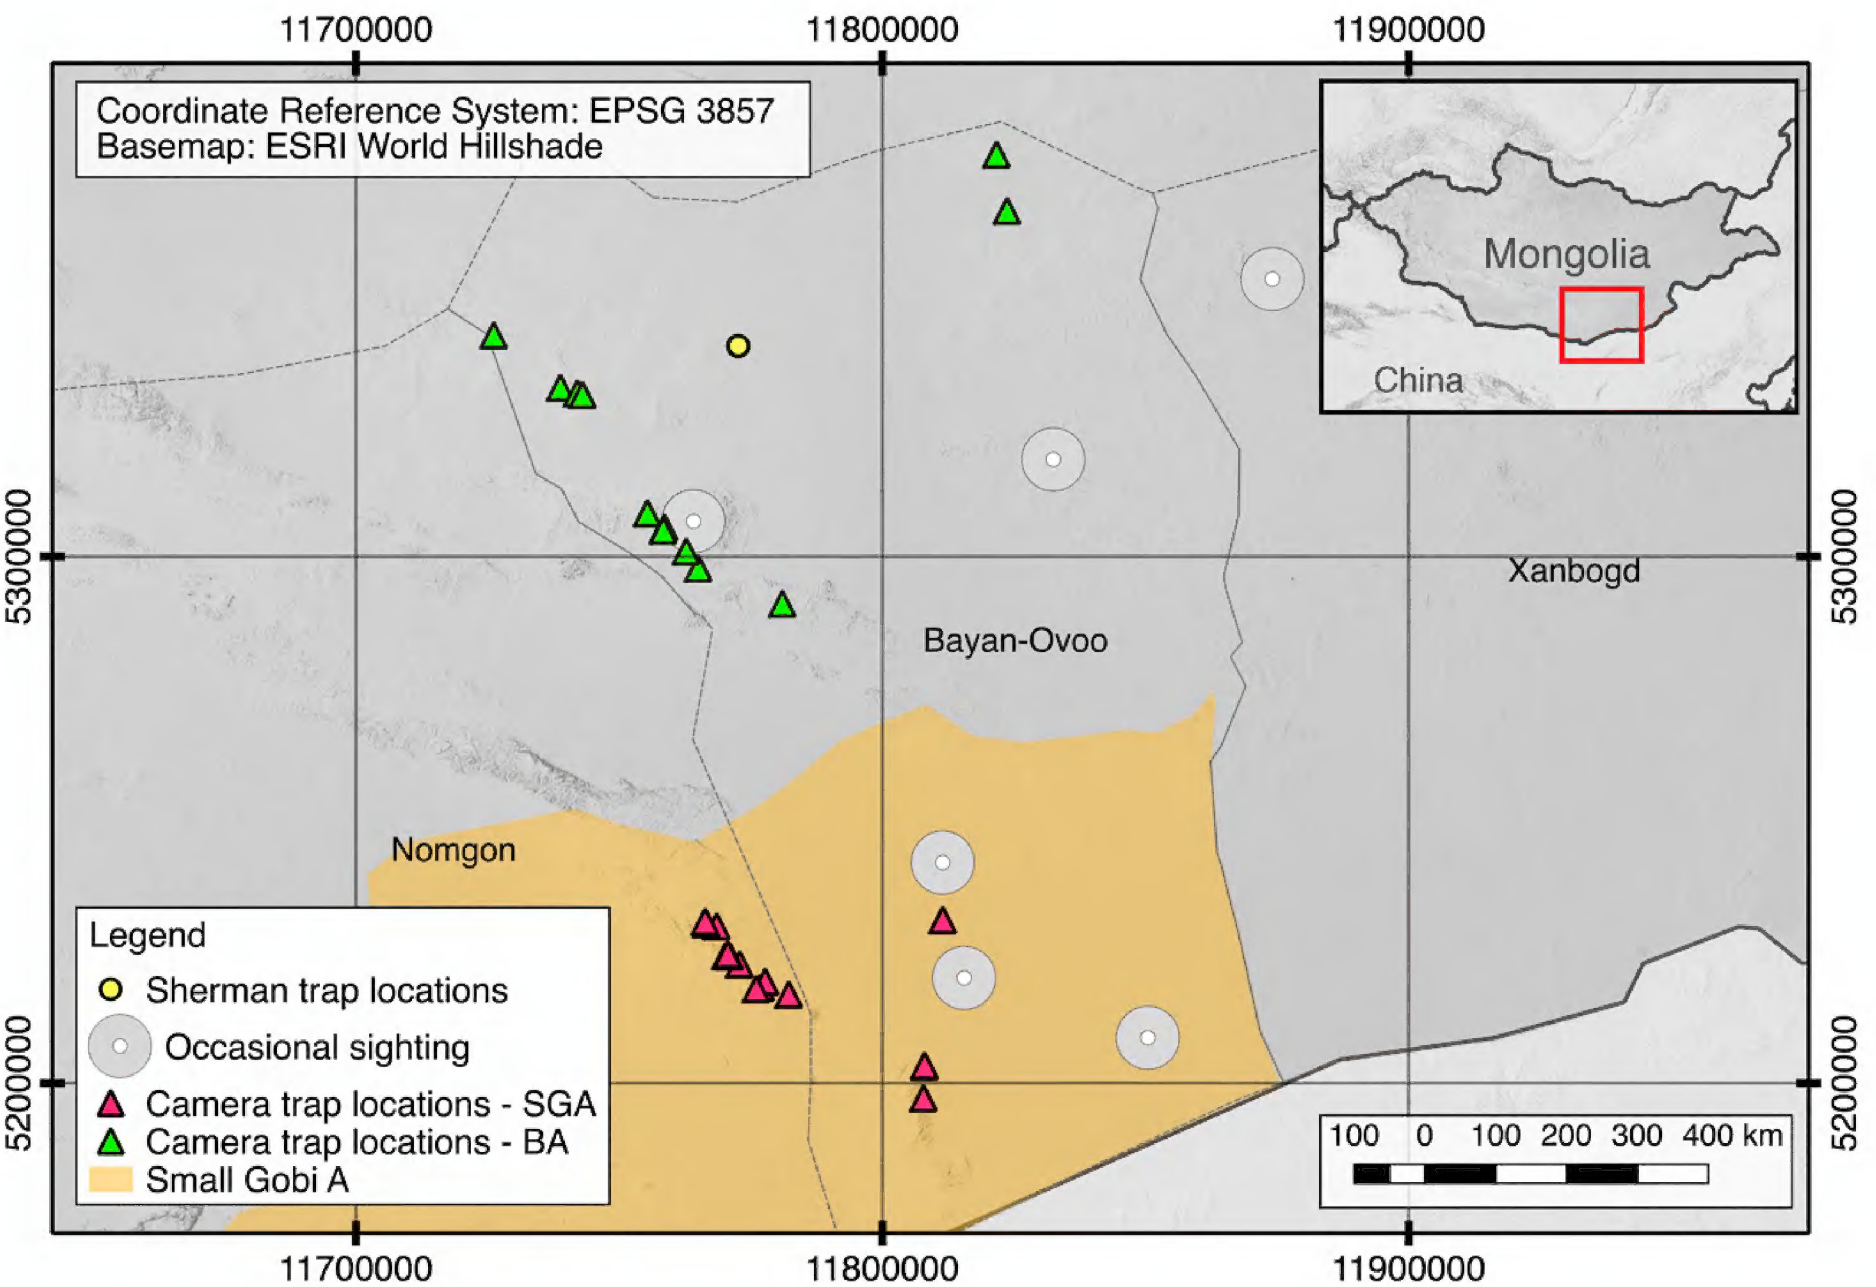 11700000 11800000 11900000
Coordinate Reference System: EPSG 3857
Basemap: ESRI World Hillshade
Mongolia
China
5300000
5300000
Xanbogd
Bayan-Ovoo
Nomgon
Legend
Sherman trap locations
Occasional sighting
Camera trap locations - SGA
Camera trap locations - BA
Small Gobi A
5200000
5200000
100 0 100 200 300 400 km
11700000 11800000 11900000